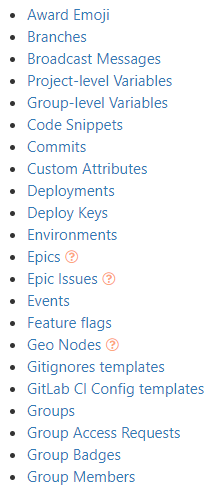 Award Emoji
Branches
Broadcast Messages
Project-level Variables
Group-level Variables
Code Snippets
Commits
Custom Attributes
Deployments
Deploy Keys
Environments
Epics
Epic Issues
Events
Feature flags
Geo Nodes
Gitignores templates
GitLab CI Config templates
Groups
Group Access Requests
Group Badges
Group Members